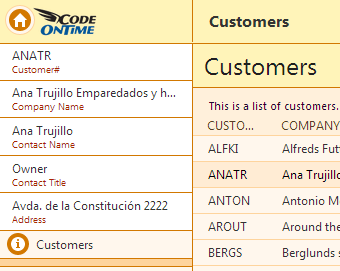 CODE
ONTIME
ANATR
Customer#
Ana Trujillo Emparedados y h...
Company Name
Ana Trujillo
Contact Name
Owner
Contact Title
Avda. de la Constitución 2222
Address
Customers
Customers
Customers
This is a list of customers.
CUSTO... COMPANY
ALFKI Alfreds Fut
ANATR Ana Trujillo
ANTON Antonio M
AROUT Around the
BERGS Berglunds s